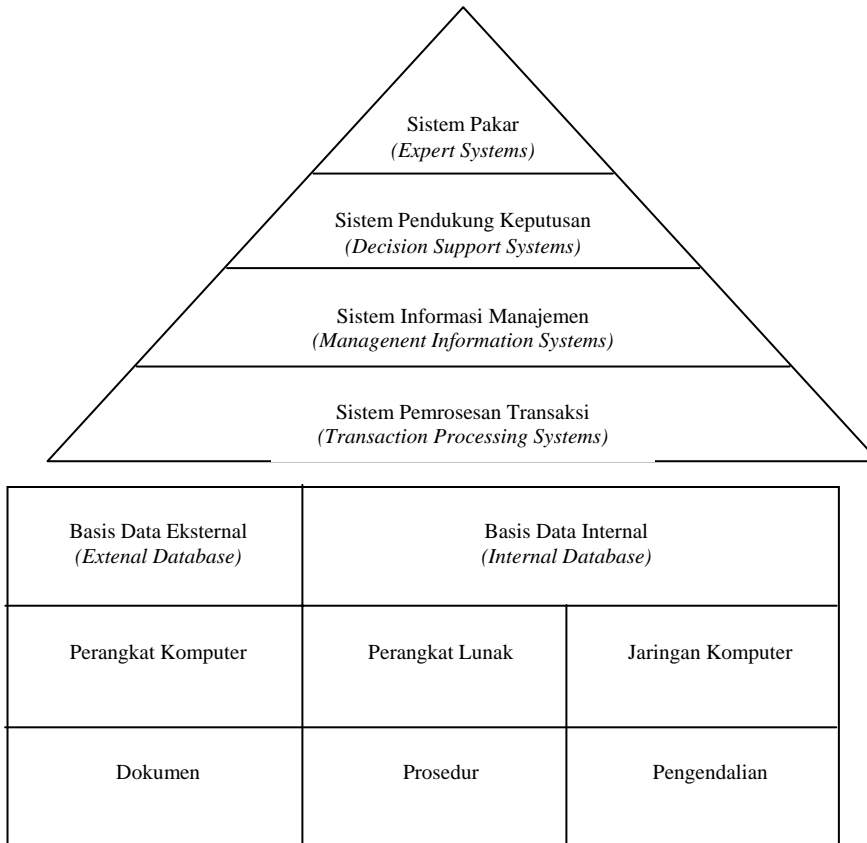 Sistem Pakar
(Expert Systems)
Sistem Pendukung Keputusan
(Decision Support Systems)
Sistem Informasi Manajemen
(Managenent Information Systems)
Sistem Pemrosesan Transaksi
(Transaction Processing Systems)
Basis Data Eksternal
(Extenal Database)
Basis Data Internal
(Internal Database)
Perangkat Komputer
Perangkat Lunak
Jaringan Komputer
Dokumen
Prosedur
Pengendalian